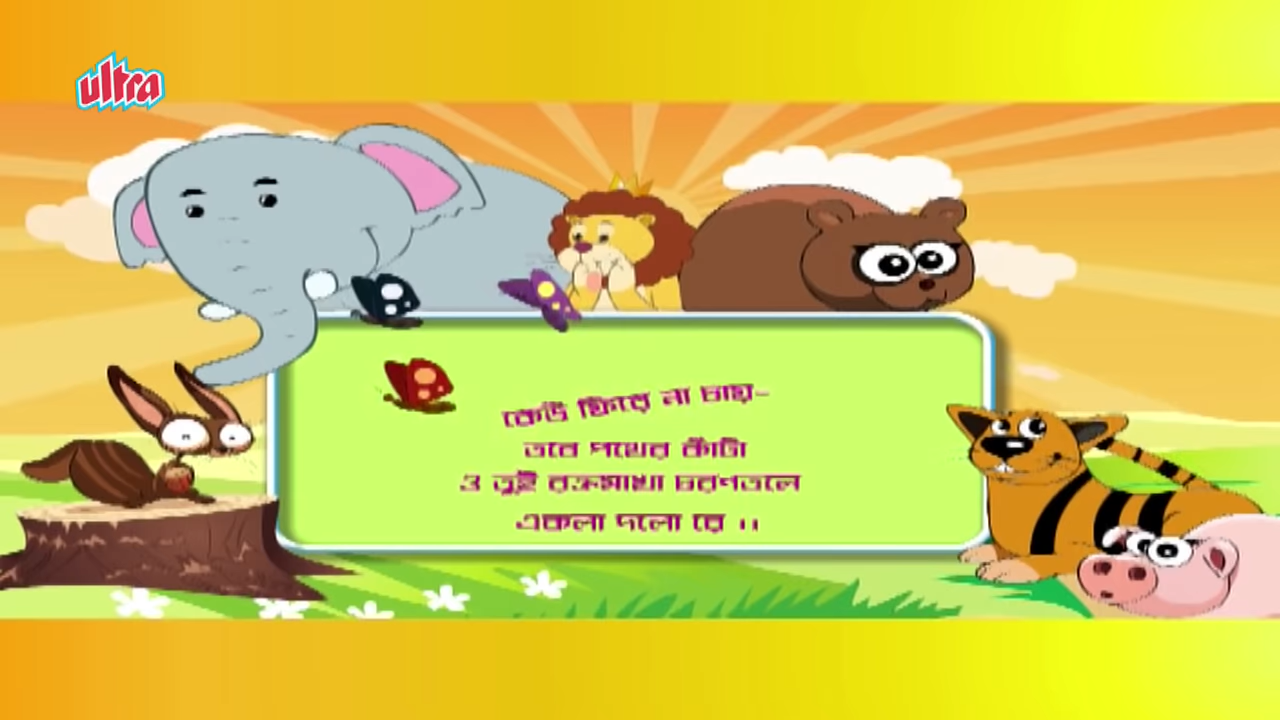 ultra
কেউ ফিরে না চায়-
তবে পথের কাঁটা
ও তুই রক্তমাখা চরণতলে
একলা দলো রে ।।